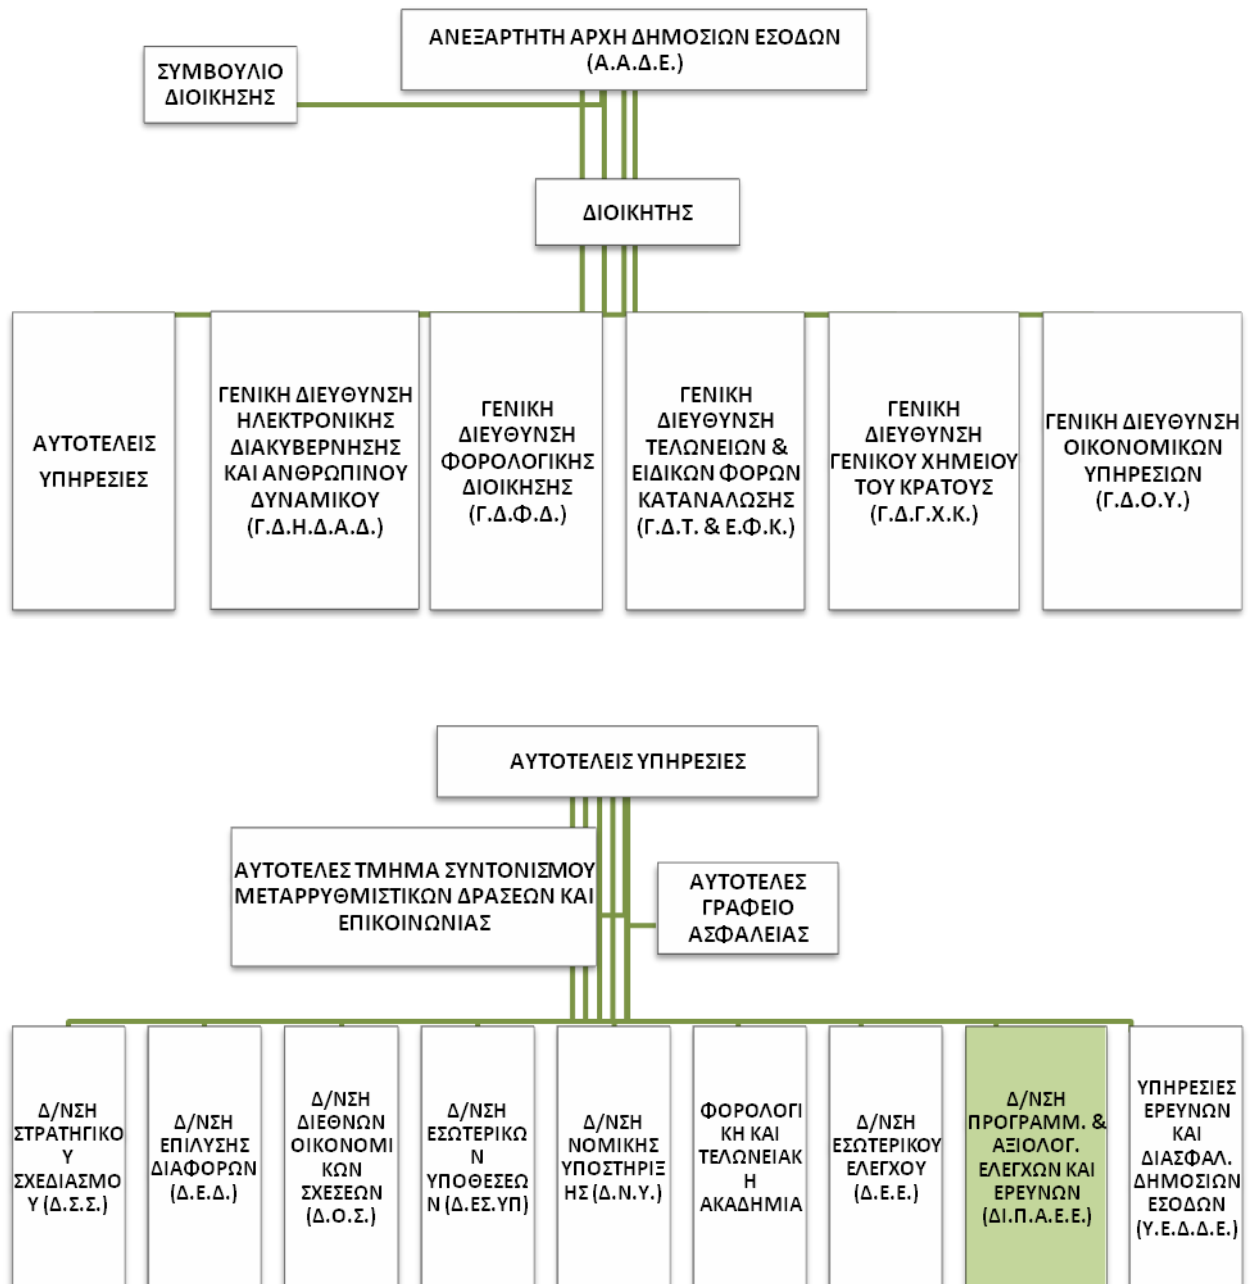 ΑΝΕΞΑΡΤΗΤΗ ΑΡΧΗ ΔΗΜΟΣΙΩΝ ΕΣΟΔΩΝ
(Α.Α.Δ.Ε.)
ΣΥΜΒΟΥΛΙΟ
ΔΙΟΙΚΗΣΗΣ
ΔΙΟΙΚΗΤΗΣ
ΑΥΤΟΤΕΛΕΙΣ
ΥΠΗΡΕΣΙΕΣ
ΓΕΝΙΚΗ ΔΙΕΥΘΥΝΣΗ
ΗΛΕΚΤΡΟΝΙΚΗΣ
ΔΙΑΚΥΒΕΡΝΗΣΗΣ
ΚΑΙ ΑΝΘΡΩΠΙΝΟΥ
ΔΥΝΑΜΙΚΟΥ
(Γ.Δ.Η.Δ.Α.Δ.)
ΓΕΝΙΚΗ
ΔΙΕΥΘΥΝΣΗ
ΦΟΡΟΛΟΓΙΚΗΣ
ΔΙΟΙΚΗΣΗΣ
(Γ.Δ.Φ.Δ.)
ΓΕΝΙΚΗ
ΔΙΕΥΘΥΝΣΗ
ΤΕΛΩΝΕΙΩΝ &
ΕΙΔΙΚΩΝ ΦΟΡΩΝ
ΚΑΤΑΝΑΛΩΣΗΣ
(Γ.Δ.Τ. & Ε.Φ.Κ.)
ΓΕΝΙΚΗ
ΔΙΕΥΘΥΝΣΗ
ΓΕΝΙΚΟΥ ΧΗΜΕΙΟΥ
ΤΟΥ ΚΡΑΤΟΥΣ
(Γ.Δ.Γ.Χ.Κ.)
ΓΕΝΙΚΗ ΔΙΕΥΘΥΝΣΗ
ΟΙΚΟΝΟΜΙΚΩΝ
ΥΠΗΡΕΣΙΩΝ
(Γ.Δ.Ο.Υ.)
ΑΥΤΟΤΕΛΕΙΣ ΥΠΗΡΕΣΙΕΣ
ΑΥΤΟΤΕΛΕΣ ΤΜΗΜΑ ΣΥΝΤΟΝΙΣΜΟΥ
ΜΕΤΑΡΡΥΘΜΙΣΤΙΚΩΝ ΔΡΑΣΕΩΝ ΚΑΙ
ΕΠΙΚΟΙΝΩΝΙΑΣ
ΑΥΤΟΤΕΛΕΣ
ΓΡΑΦΕΙΟ
ΑΣΦΑΛΕΙΑΣ
Δ/ΝΣΗ
ΣΤΡΑΤΗΓΙΚΟ
Υ
ΣΧΕΔΙΑΣΜΟ
Υ (Δ.Σ.Σ.)
Δ/ΝΣΗ
ΕΠΙΛΥΣΗΣ
ΔΙΑΦΟΡΩΝ
(Δ.Ε.Δ.)
Δ/ΝΣΗ
ΔΙΕΘΝΩΝ
ΟΙΚΟΝΟΜΙ
ΚΩΝ
ΣΧΕΣΕΩΝ
(Δ.Ο.Σ.)
Δ/ΝΣΗ
ΕΣΩΤΕΡΙΚΩ
Ν
ΥΠΟΘΕΣΕΩ
Ν (Δ.ΕΣ.ΥΠ)
Δ/ΝΣΗ
ΝΟΜΙΚΗΣ
ΥΠΟΣΤΗΡΙΞ
ΗΣ (Δ.Ν.Υ.)
ΦΟΡΟΛΟΓΙ
ΚΗ ΚΑΙ
ΤΕΛΩΝΕΙΑΚ
Η
ΑΚΑΔΗΜΙΑ
Δ/ΝΣΗ
ΕΣΩΤΕΡΙΚΟΥ
ΕΛΕΓΧΟΥ
(Δ.Ε.Ε.)
Δ/ΝΣΗ
ΠΡΟΓΡΑΜΜ. &
ΑΞΙΟΛΟΓ.
ΕΛΕΓΧΩΝ ΚΑΙ
ΕΡΕΥΝΩΝ
(ΔΙ.Π.Α.Ε.Ε.)
ΥΠΗΡΕΣΙΕΣ
ΕΡΕΥΝΩΝ
ΚΑΙ
ΔΙΑΣΦΑΛ.
ΔΗΜΟΣΙΩΝ
ΕΣΟΔΩΝ
(Υ.Ε.Δ.Δ.Ε.)